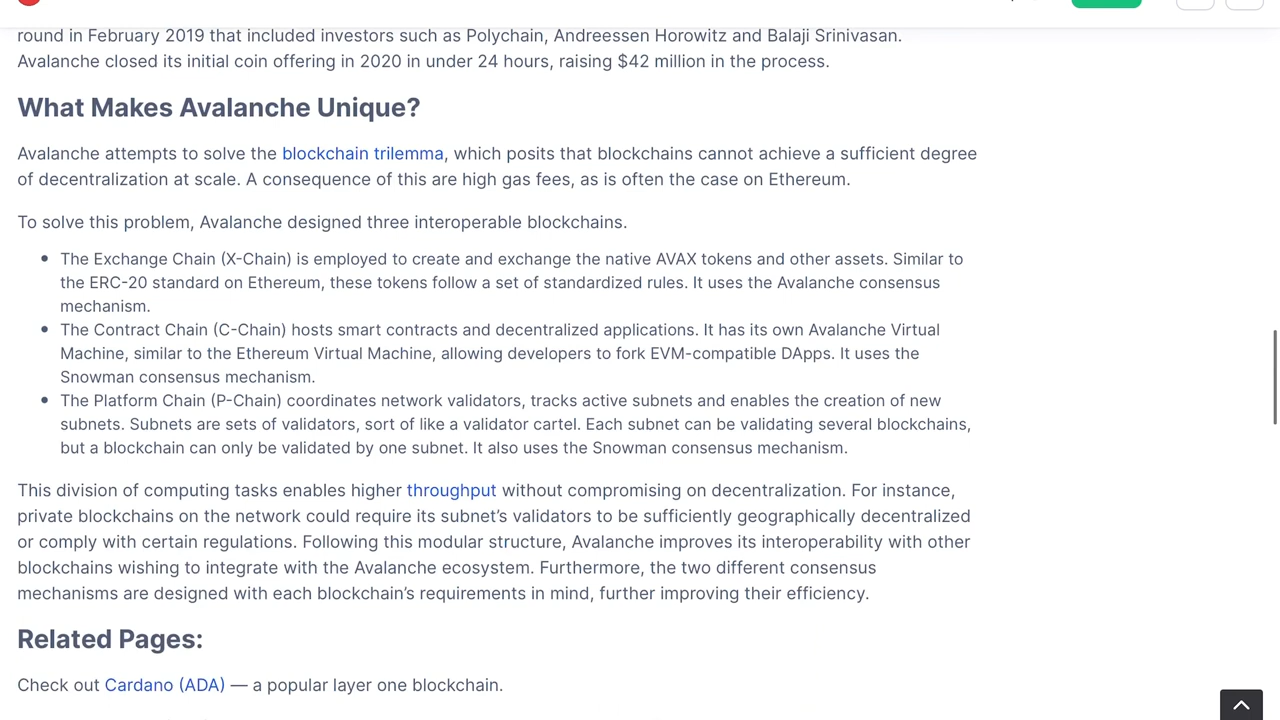 round in February 2019 that included investors such as Polychain, Andreessen Horowitz and Balaji Srinivasan.
Avalanche closed its initial coin offering in 2020 in under 24 hours, raising $42 million in the process.
What Makes Avalanche Unique?
Avalanche attempts to solve the blockchain trilemma, which posits that blockchains cannot achieve a sufficient degree
of decentralization at scale. A consequence of this are high gas fees, as is often the case on Ethereum.
To solve this problem, Avalanche designed three interoperable blockchains.
• The Exchange Chain (X-Chain) is employed to create and exchange the native AVAX tokens and other assets. Similar to
the ERC-20 standard on Ethereum, these tokens follow a set of standardized rules. It uses the Avalanche consensus
mechanism.
• The Contract Chain (C-Chain) hosts smart contracts and decentralized applications. It has its own Avalanche Virtual
Machine, similar to the Ethereum Virtual Machine, allowing developers to fork EVM-compatible DApps. It uses the
Snowman consensus mechanism.
• The Platform Chain (P-Chain) coordinates network validators, tracks active subnets and enables the creation of new
subnets. Subnets are sets of validators, sort of like a validator cartel. Each subnet can be validating several blockchains,
but a blockchain can only be validated by one subnet. It also uses the Snowman consensus mechanism.
This division of computing tasks enables higher throughput without compromising on decentralization. For instance,
private blockchains on the network could require its subnet’s validators to be sufficiently geographically decentralized
or comply with certain regulations. Following this modular structure, Avalanche improves its interoperability with other
blockchains wishing to integrate with the Avalanche ecosystem. Furthermore, the two different consensus
mechanisms are designed with each blockchain’s requirements in mind, further improving their efficiency.
Related Pages:
Check out Cardano (ADA) — a popular layer one blockchain.